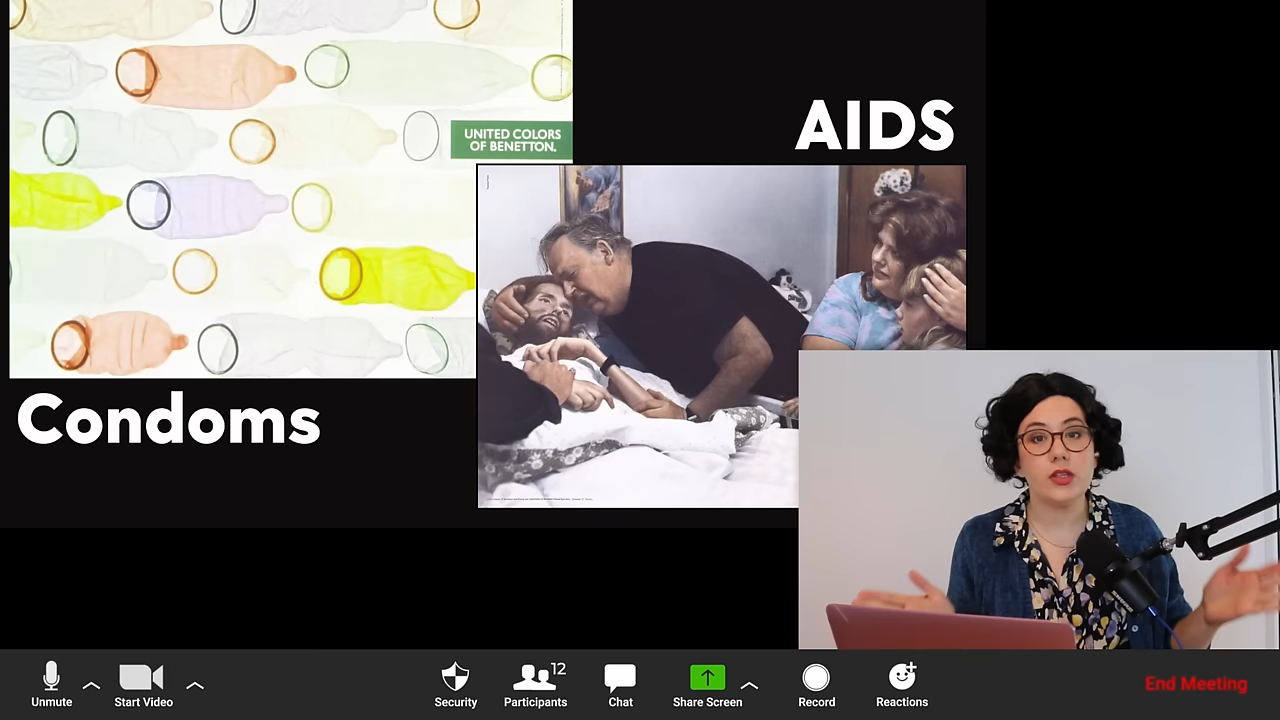 UNITED COLORS
OF BENETTON.
AIDS
Condoms
Unmute
Start Video
Security
12
Participants
Chat
Share Screen
Record
Reactions
End Meeting